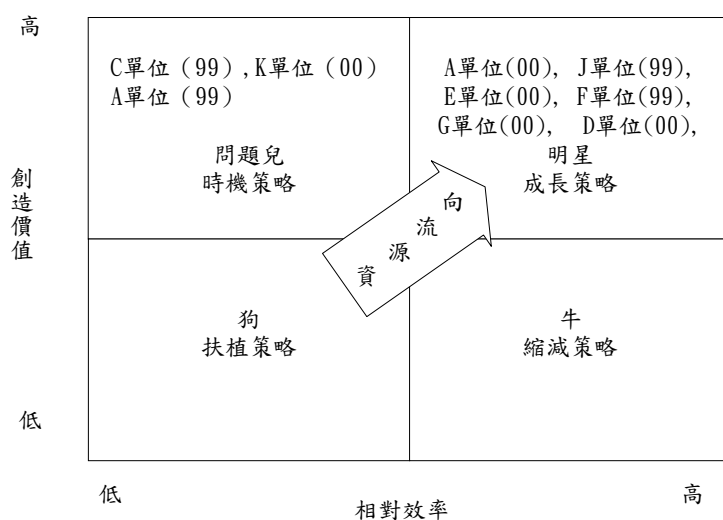 高
C單位（99）,K單位（00）
A單位（99）
問題兒
時機策略
A單位(00), J單位(99),
E單位(00), F單位(99),
G單位(00), D單位(00),
明星
成長策略
創造價值
資源流向
狗
扶植策略
牛
縮減策略
低
低
相對效率
高